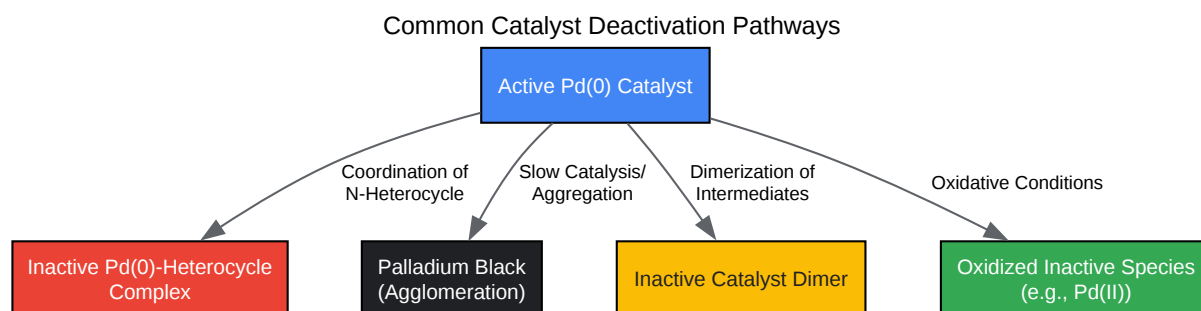 Common Catalyst Deactivation Pathways
Active Pd(0) Catalyst
Coordination of
N-Heterocycle
Slow Catalysis/
Aggregation
Dimerization of
Intermediates
Oxidative Conditions
Inactive Pd(0)-Heterocycle
Complex
Palladium Black
(Agglomeration)
Inactive Catalyst Dimer
Oxidized Inactive Species
(e.g., Pd(II))